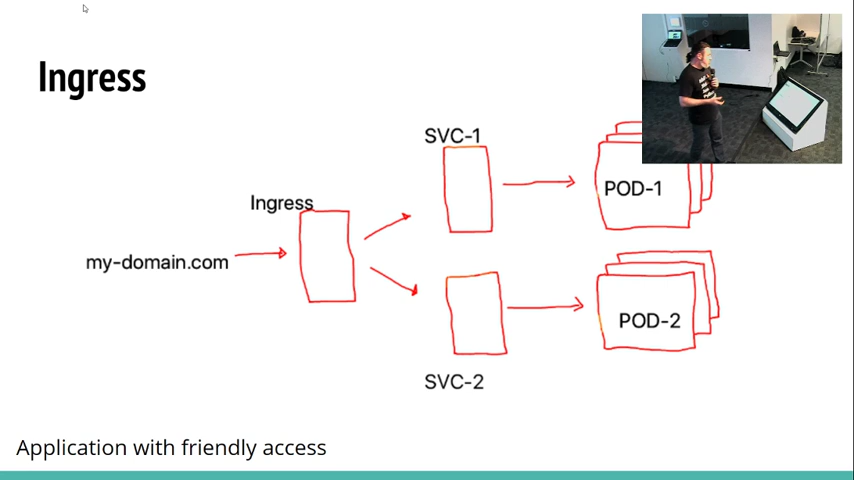 Ingress
SVC-1
POD-1
Ingress
my-domain.com
POD-2
SVC-2
Application with friendly access